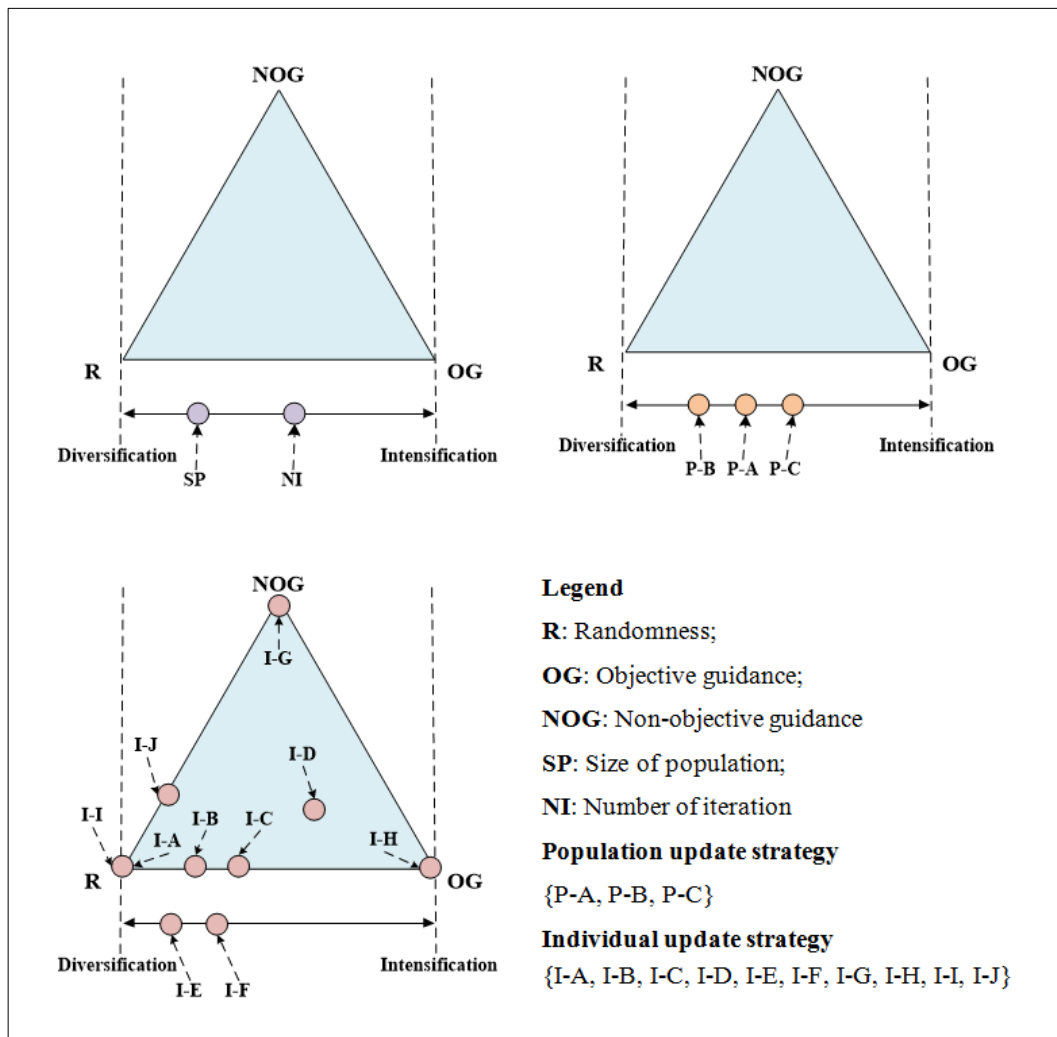 NOG
R
OG
Diversification
Intensification
SP
NI
NOG
R
OG
Diversification
Intensification
P-B
P-A
P-C
NOG
I-G
I-J
I-D
I-I
I-A
I-B
I-C
I-H
R
OG
Diversification
Intensification
I-E
I-F
Legend
R: Randomness;
OG: Objective guidance;
NOG: Non-objective guidance
SP: Size of population;
NI: Number of iteration
Population update strategy
{P-A, P-B, P-C}
Individual update strategy
{I-A, I-B, I-C, I-D, I-E, I-F, I-G, I-H, I-I, I-J}